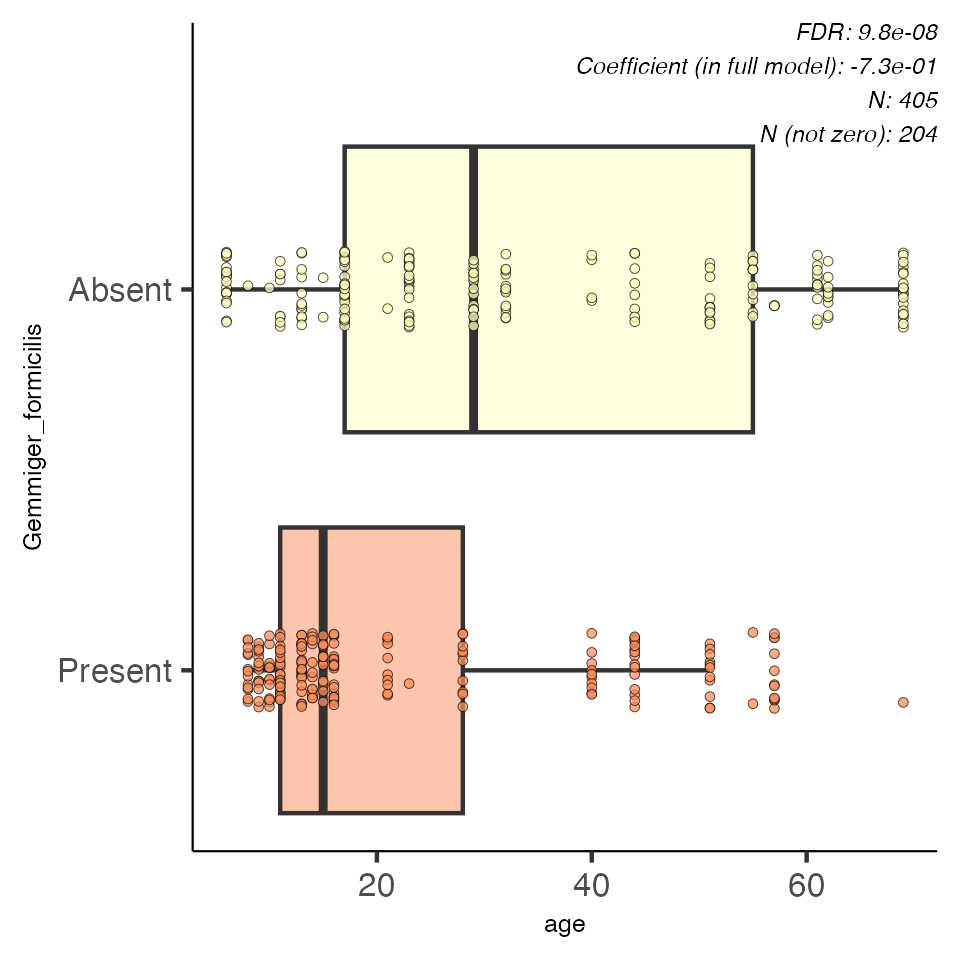 FDR: 9.8e-08
Coefficient (in full model): -7.3e-01
N: 405
N (not zero): 204
Absent
Gemmiger_formicilis
Present
20 40 60
age